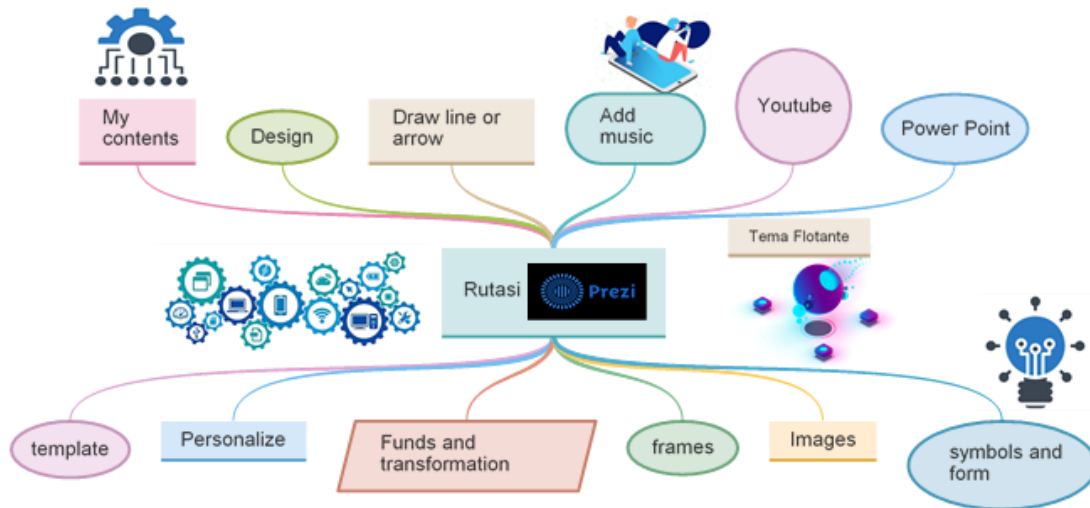 My
contents
Design
Draw line or
arrow
Add
music
Youtube
Power Point
Rutasi
Prezi
Tema Flotante
template
Personalize
Funds and
transformation
frames
Images
symbols and
form